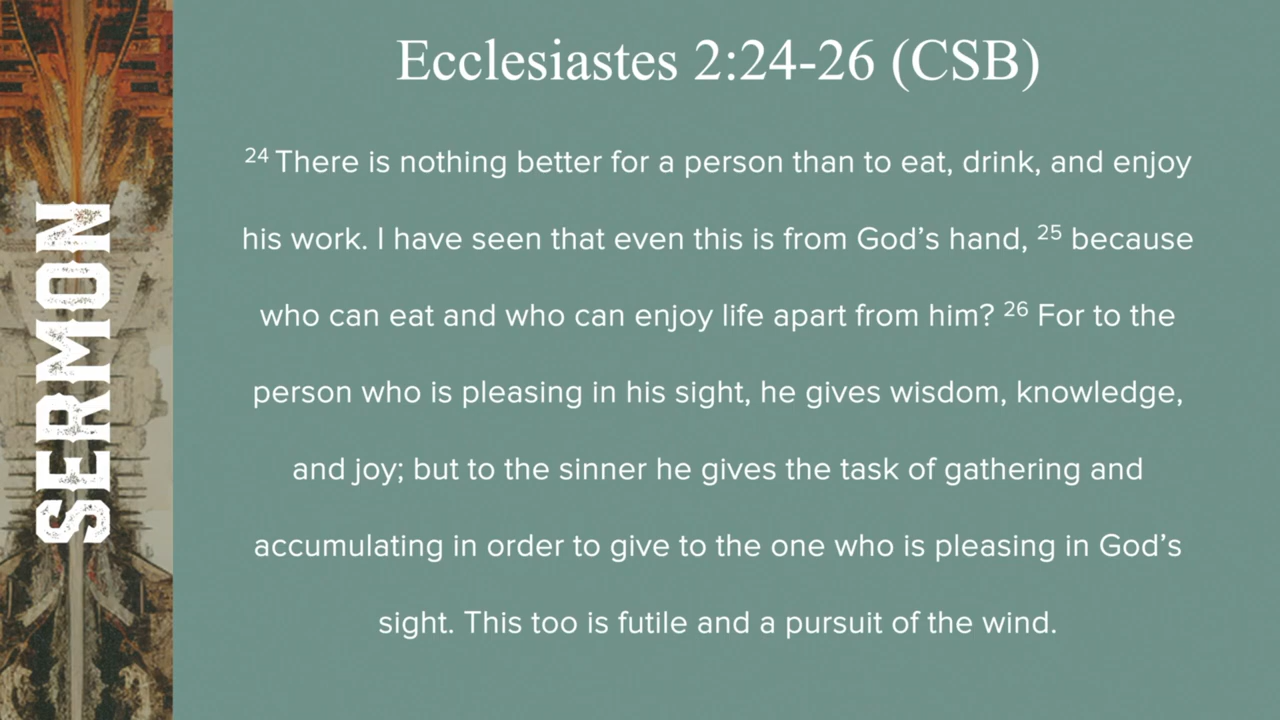 SERMON
Ecclesiastes 2:24-26 (CSB)
24 There is nothing better for a person than to eat, drink, and enjoy
his work. I have seen that even this is from God’s hand, 25 because
who can eat and who can enjoy life apart from him? 26 For to the
person who is pleasing in his sight, he gives wisdom, knowledge,
and joy; but to the sinner he gives the task of gathering and
accumulating in order to give to the one who is pleasing in God’s
sight. This too is futile and a pursuit of the wind.